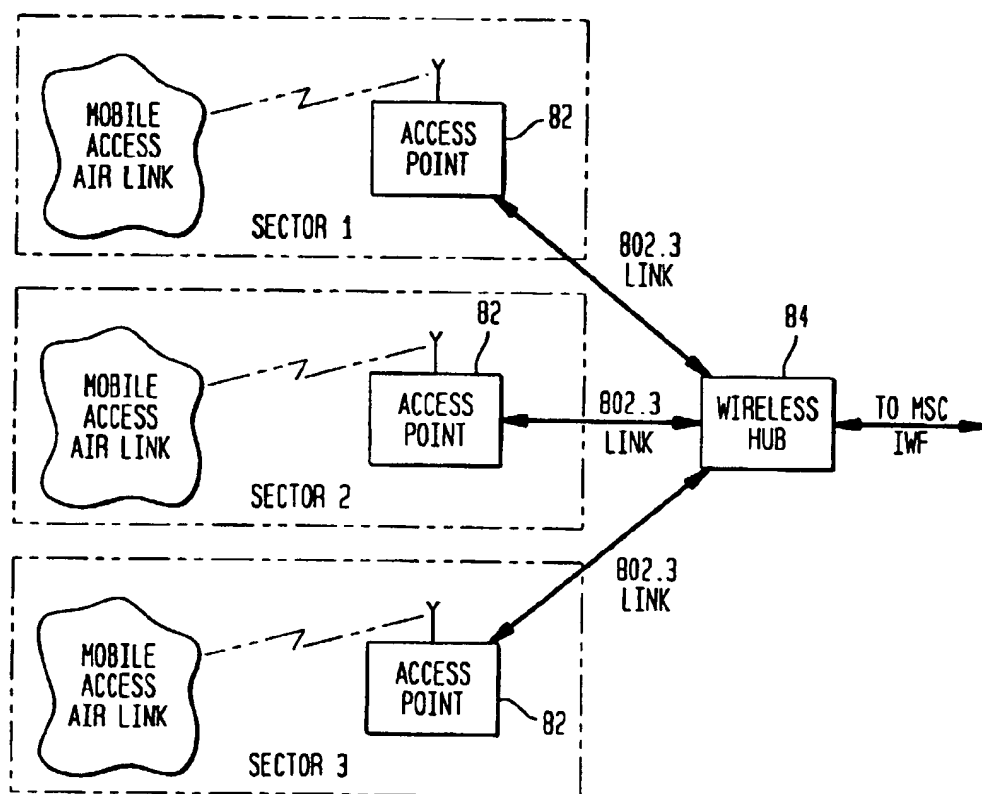 MOBILE
ACCESS
AIR LINK
ACCESS
POINT
82
SECTOR 1
802.3
LINK
MOBILE
ACCESS
AIR LINK
82
ACCESS
POINT
SECTOR 2
802.3
LINK
84
WIRELESS
HUB
TO MSC
IWF
802.3
LINK
MOBILE
ACCESS
AIR LINK
ACCESS
POINT
82
SECTOR 3